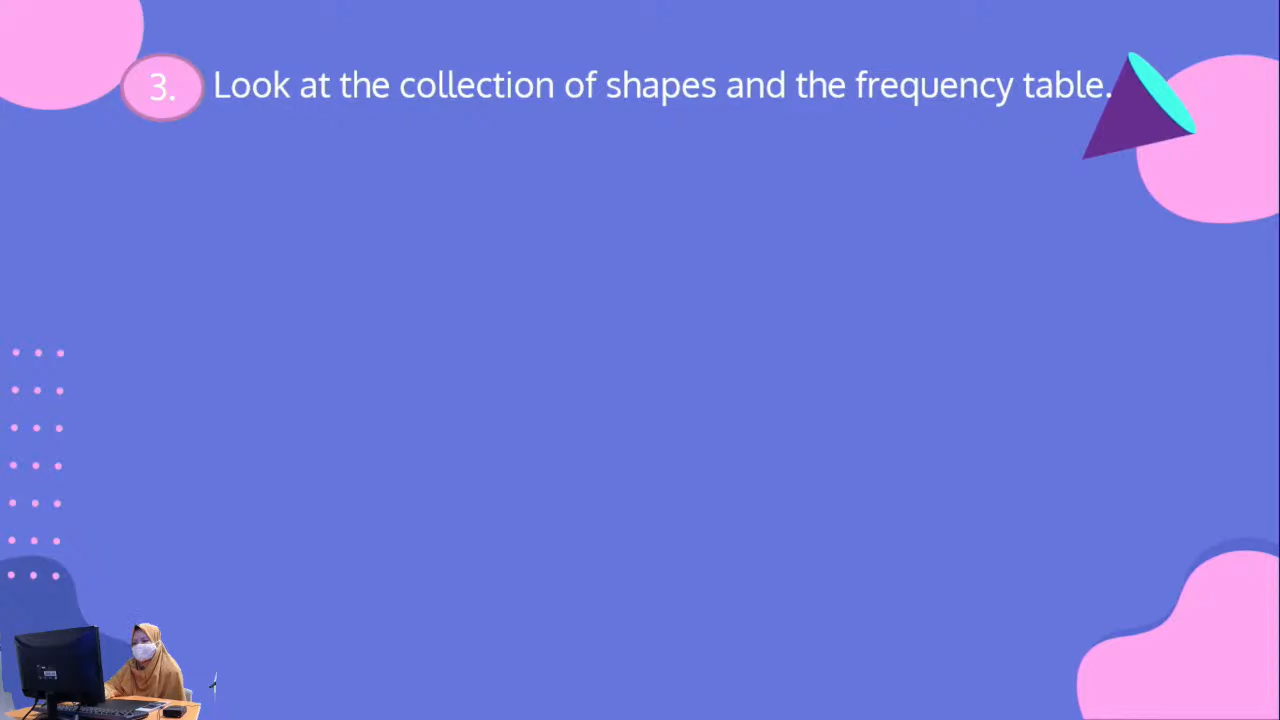 3. Look at the collection of shapes and the frequency table.